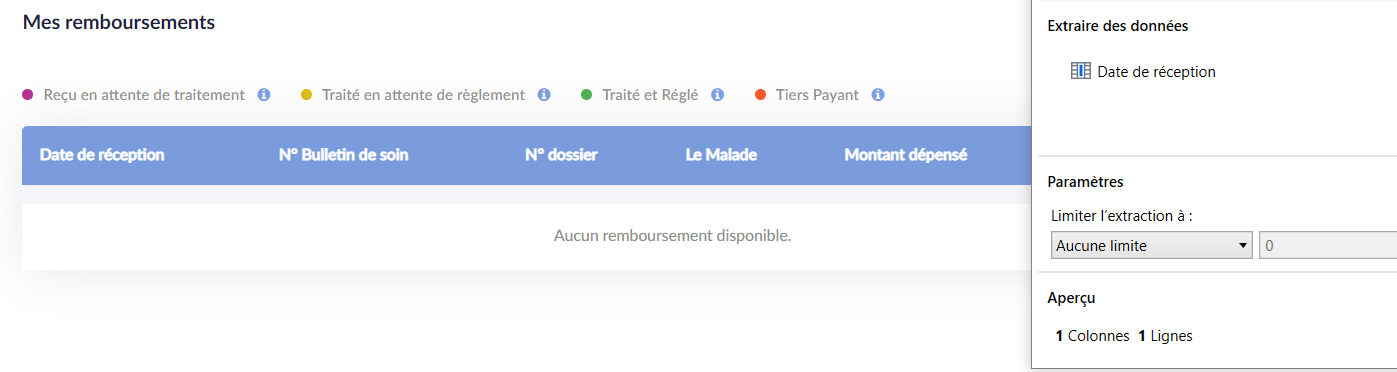 Mes remboursements
Reçu en attente de traitement Traité en attente de règlement Traité et Réglé Tiers Payant
Date de réception N° Bulletin de soin N° dossier Le Malade Montant dépensé
Aucun remboursement disponible.
Extraire des données
Date de réception
Paramètres
Limiter l'extraction à :
Aucune limite 0
Aperçu
1 Colonnes 1 Lignes